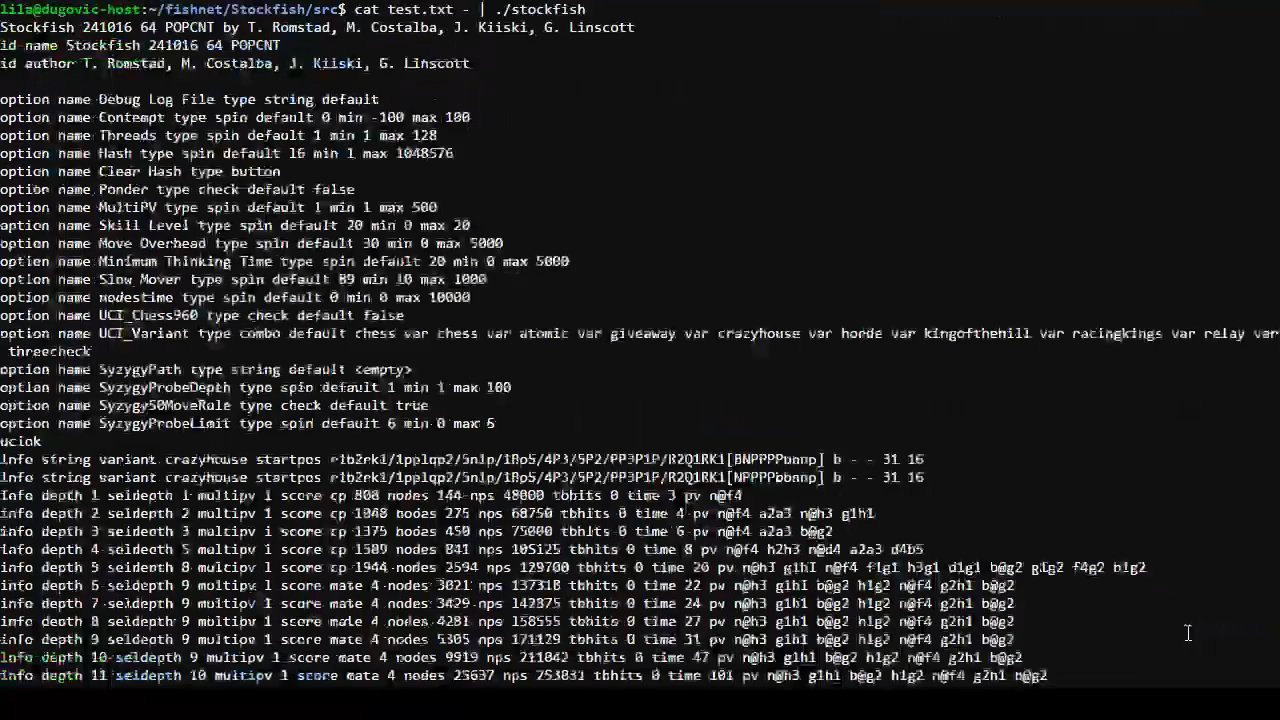 lila@dugovic-host:~/fishnet/Stockfish/src$ cat test.txt - | ./stockfish
Stockfish 241016 64 POPCNT by T. Romstad, M. Costalba, J. Kiiski, G. Linscott
id name Stockfish 241016 64 POPCNT
id author T. Romstad, M. Costalba, J. Kiiski, G. Linscott
option name Debug Log File type string default
option name Contempt type spin default 0 min -100 max 100
option name Threads type spin default 1 min 1 max 128
option name Hash type spin default 16 min 1 max 1048576
option name Clear Hash type button
option name Ponder type check default false
option name MultiPV type spin default 1 min 1 max 500
option name Skill Level type spin default 20 min 0 max 20
option name Move Overhead type spin default 30 min 0 max 5000
option name Minimum Thinking Time type spin default 20 min 0 max 5000
option name Slow Mover type spin default 89 min 10 max 1000
option name nodestime type spin default 0 min 0 max 10000
option name UCI_Chess960 type check default false
option name UCI_Variant type combo default chess var chess var atomic var giveaway var crazyhouse var horde var kingofthehill var racingkings var relay var
threecheck
option name SyzygyPath type string default <empty>
option name SyzygyProbeDepth type spin default 1 min 1 max 100
option name Syzygy50MoveRule type check default true
option name SyzygyProbeLimit type spin default 6 min 0 max 6
uciok
info string variant crazyhouse startpos b - - 31 16
info string variant crazyhouse startpos b - - 31 16
info depth 1 seldepth 1 multipv 1 score cp 808 nodes 144 nps 48000 tbhits 0 time 3 pv n@f4
info depth 2 seldepth 2 multipv 1 score cp 1048 nodes 275 nps 68750 tbhits 0 time 4 pv n@f4 a2a3 n@h3 g1h1
info depth 3 seldepth 3 multipv 1 score cp 1375 nodes 450 nps 75000 tbhits 0 time 6 pv n@f4 a2a3 b@g2
info depth 4 seldepth 5 multipv 1 score cp 1589 nodes 841 nps 105125 tbhits 0 time 8 pv n@f4 h2h3 n@d4 a2a3 d4b5
info depth 5 seldepth 8 multipv 1 score cp 1944 nodes 2594 nps 129700 tbhits 0 time 20 pv n@h3 g1h1 n@f4 f1g1 h3g1 d1g1 b@g2 g1g2 f4g2 h1g2
info depth 6 seldepth 9 multipv 1 score mate 4 nodes 3021 nps 137318 tbhits 0 time 22 pv n@h3 g1h1 b@g2 h1g2 n@f4 g2h1 b@g2
info depth 7 seldepth 9 multipv 1 score mate 4 nodes 3429 nps 142875 tbhits 0 time 24 pv n@h3 g1h1 b@g2 h1g2 n@f4 g2h1 b@g2
info depth 8 seldepth 9 multipv 1 score mate 4 nodes 4281 nps 158555 tbhits 0 time 27 pv n@h3 g1h1 b@g2 h1g2 n@f4 g2h1 b@g2
info depth 9 seldepth 9 multipv 1 score mate 4 nodes 5305 nps 171129 tbhits 0 time 31 pv n@h3 g1h1 b@g2 h1g2 n@f4 g2h1 b@g2
info depth 10 seldepth 9 multipv 1 score mate 4 nodes 9919 nps 211042 tbhits 0 time 47 pv n@h3 g1h1 b@g2 h1g2 n@f4 g2h1 b@g2
info depth 11 seldepth 10 multipv 1 score mate 4 nodes 25637 nps 253831 tbhits 0 time 101 pv n@h3 g1h1 b@g2 h1g2 n@f4 g2h1 b@g2